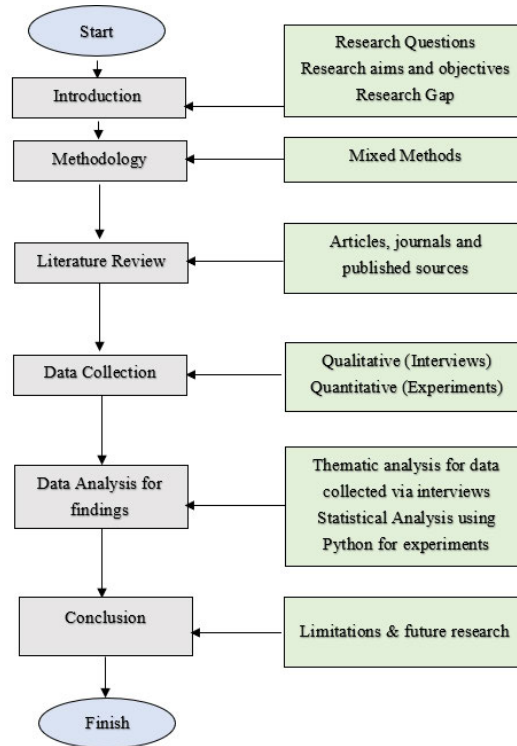 Start
Research Questions
Research aims and objectives
Research Gap
Introduction
Methodology
Mixed Methods
Literature Review
Articles, journals and
published sources
Data Collection
Qualitative (Interviews)
Quantitative (Experiments)
Data Analysis for
findings
Thematic analysis for data
collected via interviews
Statistical Analysis using
Python for experiments
Conclusion
Limitations & future research
Finish